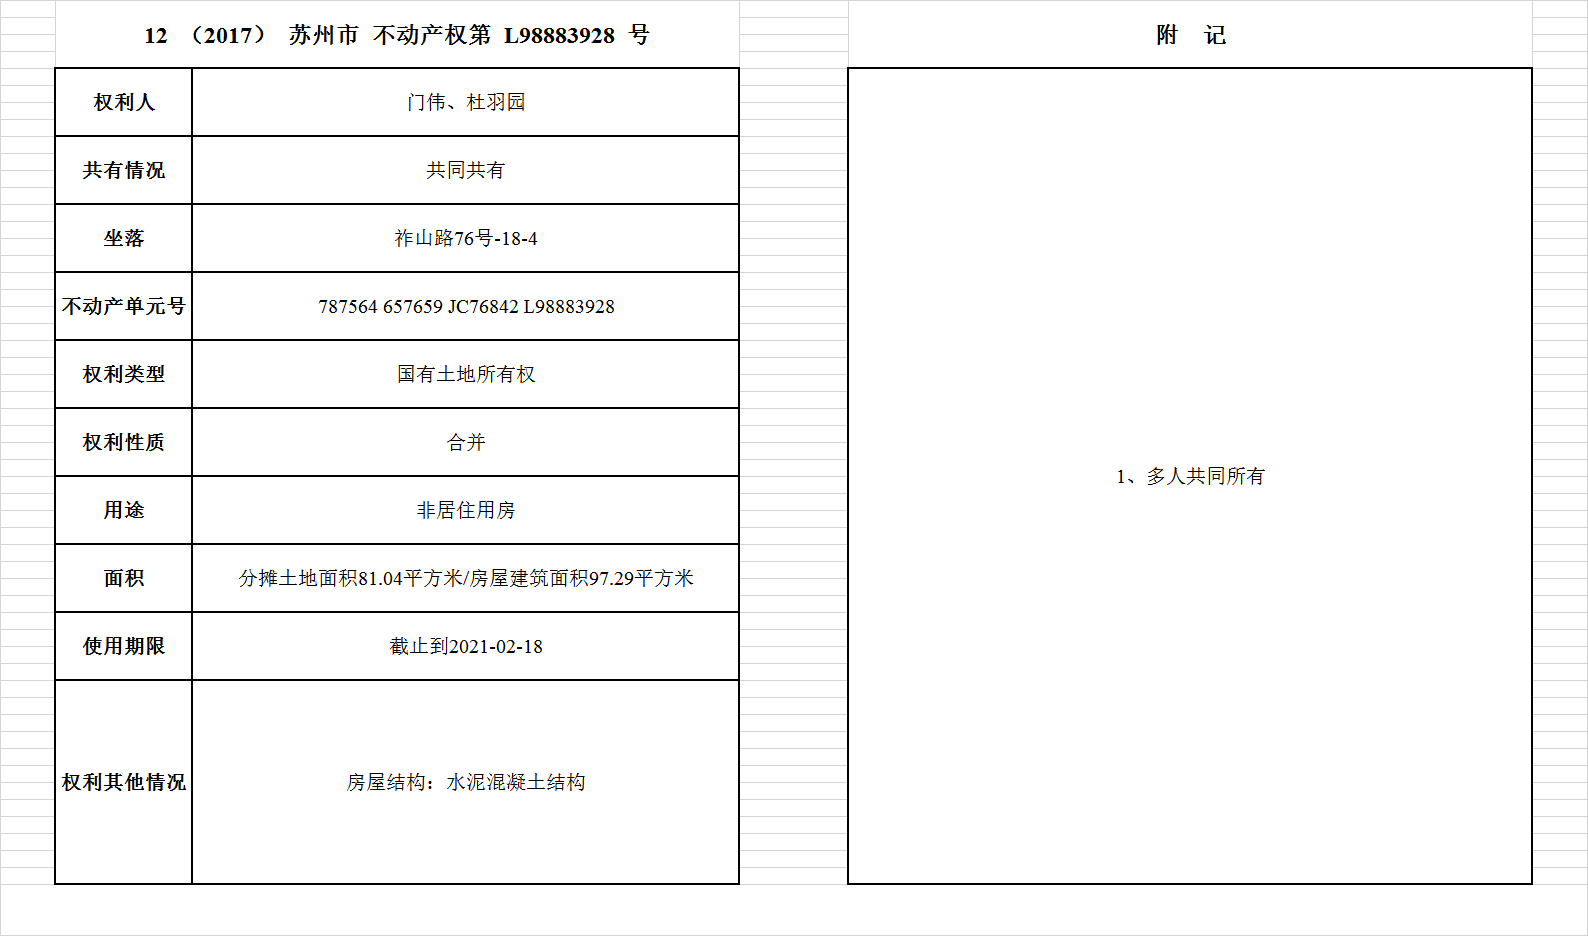 12 （2017） 苏州市 不动产权第 L98883928 号
权利人 门伟、杜羽园
共有情况 共同共有
坐落 祚山路76号-18-4
不动产单元号 787564 657659 JC76842 L98883928
权利类型 国有土地所有权
权利性质 合并
用途 非居住用房
面积 分摊土地面积81.04平方米/房屋建筑面积97.29平方米
使用期限 截止到2021-02-18
权利其他情况 房屋结构：水泥混凝土结构
附 记
1、多人共同所有